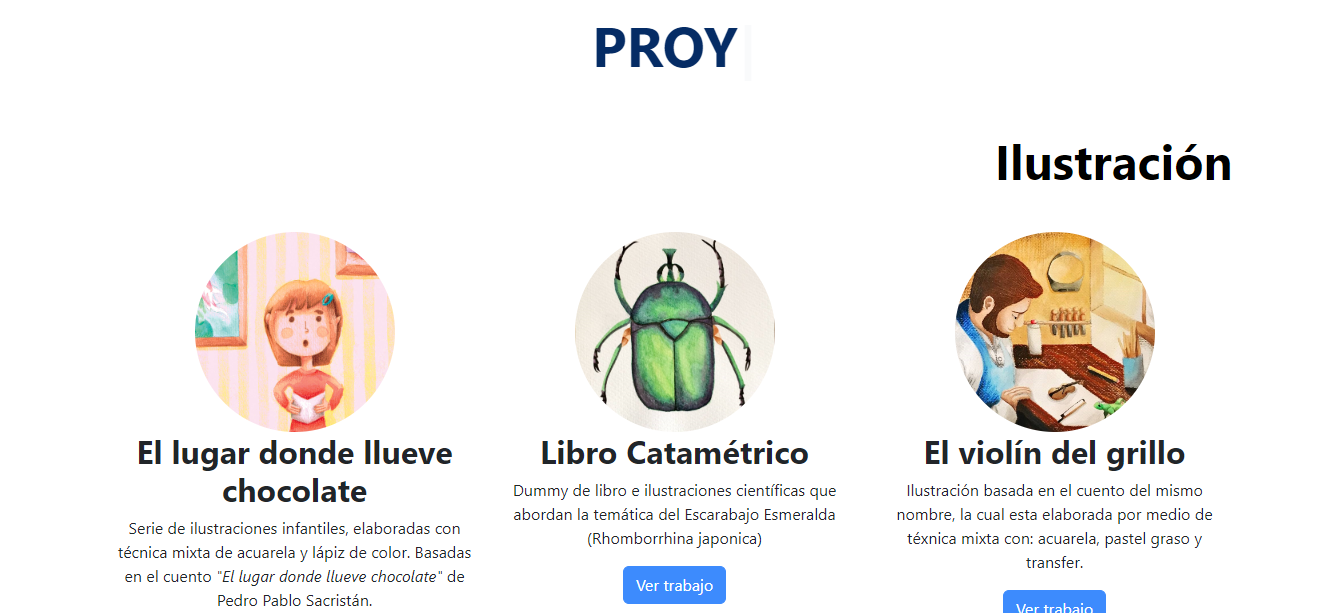 PROY
Ilustración
El lugar donde llueve
chocolate
Serie de ilustraciones infantiles, elaboradas con
técnica mixta de acuarela y lápiz de color. Basadas
en el cuento "El lugar donde llueve chocolate" de
Pedro Pablo Sacristán.
Libro Catamétrico
Dummy de libro e ilustraciones científicas que
abordan la temática del Escarabajo Esmeralda
(Rhomborrhina japonica)
Ver trabajo
El violín del grillo
Ilustración basada en el cuento del mismo
nombre, la cual esta elaborada por medio de
téxnica mixta con: acuarela, pastel graso y
transfer.
Ver trabajo